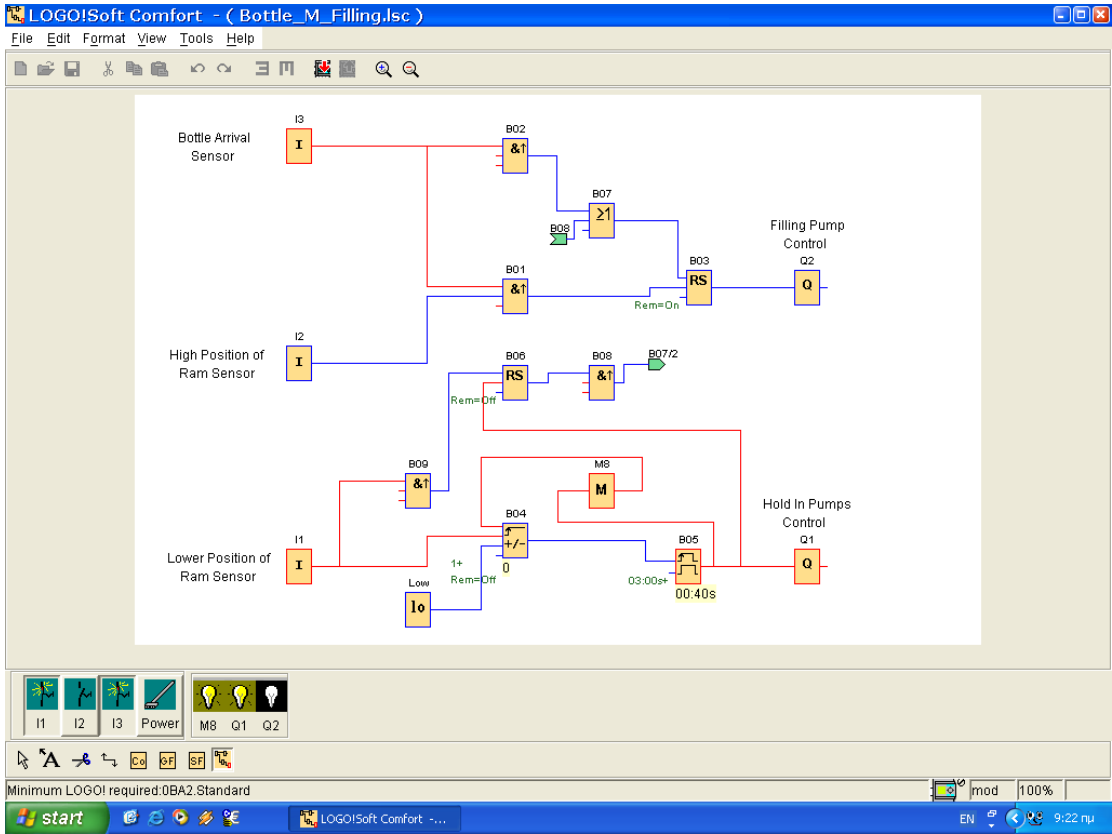 LOGO!Soft Comfort - ( Bottle_M_Filling.lsc )
File Edit Format View Tools Help
I3
Bottle Arrival
Sensor
I
B02
&↑
B07
≥1
B08
Filling Pump
Control
B01
&↑
B03
RS
Q2
Q
Rem=On
I2
High Position of
Ram Sensor
I
B06
RS
B08
&↑
B07/2
Rem=Off
B09
&↑
M8
M
Hold In Pumps
Control
B04
+/-
0
I1
Lower Position of
Ram Sensor
I
B05
Q1
Q
1+
Rem=Off
03:00s+
00:40s
Low
lo
I1 I2 I3 Power M8 Q1 Q2
A Co GF SF
Minimum LOGO! required:0BA2.Standard mod 100%
start LOGO!Soft Comfort -... EN 9:22 πμ